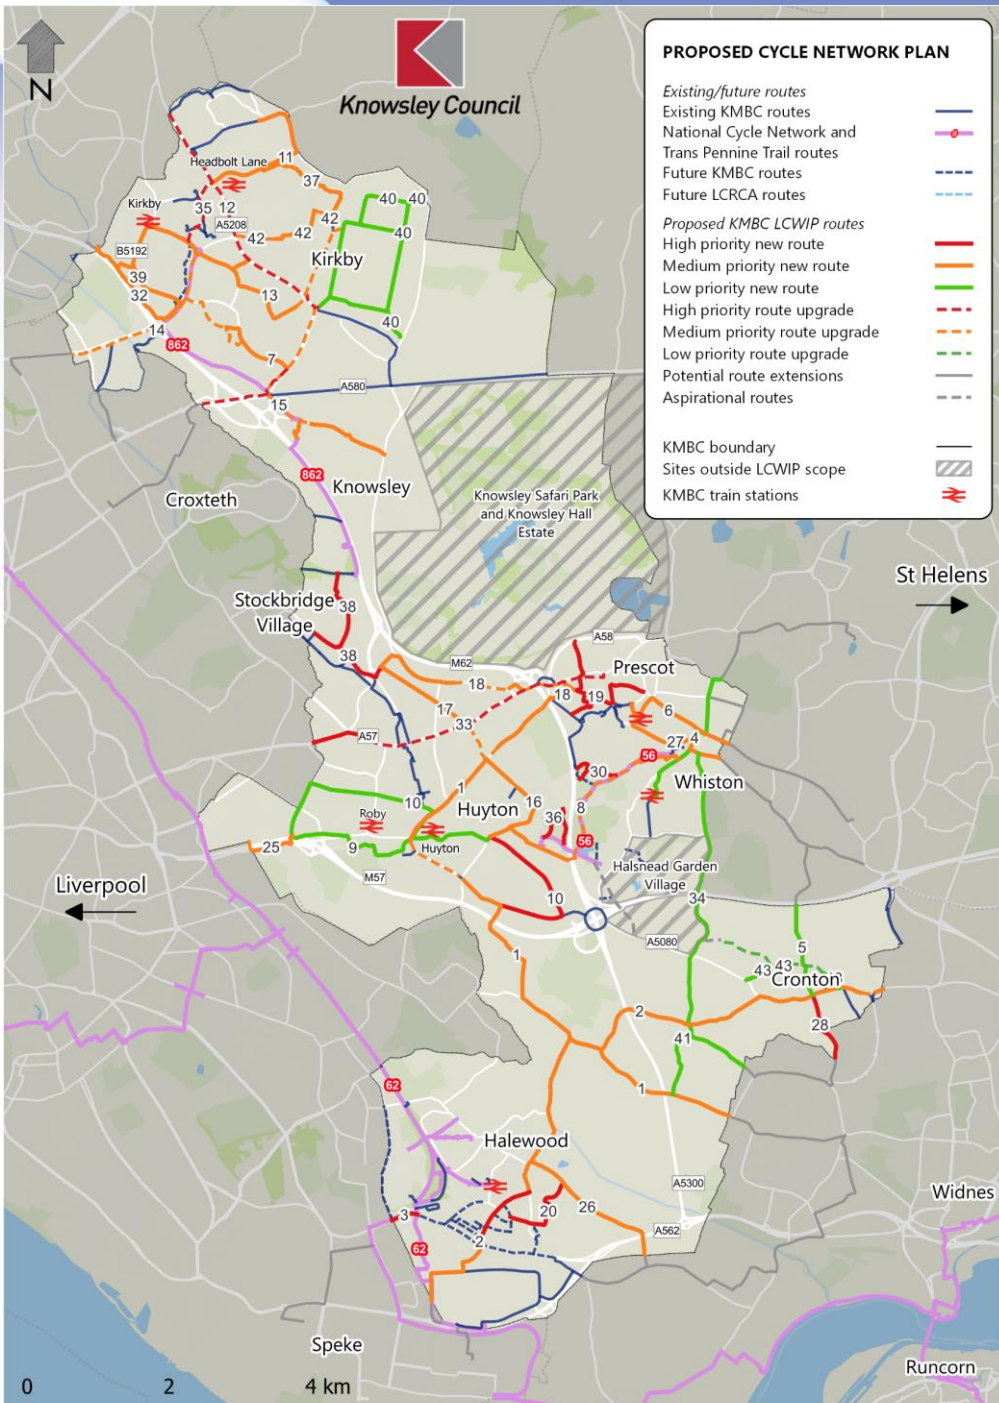 N
Knowsley Council
PROPOSED CYCLE NETWORK PLAN
Existing/future routes
Existing KMBC routes
National Cycle Network and
Trans Pennine Trail routes
Future KMBC routes
Future LCRCA routes
Proposed KMBC LCWIP routes
High priority new route
Medium priority new route
Low priority new route
High priority route upgrade
Medium priority route upgrade
Low priority route upgrade
Potential route extensions
Aspirational routes
KMBC boundary
Sites outside LCWIP scope
KMBC train stations
Headbolt Lane
11
37
40
40
Kirkby
35
12
A5208
42
42
42
40
B5192
Kirkby
39
32
13
40
14
862
7
A580
15
862
Knowsley
Croxteth
Knowsley Safari Park
and Knowsley Hall
Estate
St Helens
Stockbridge
Village
38
38
A58
M62
Prescot
18
18
19
17
6
33
A57
27
4
56
30
Whiston
1
10
Huyton
16
8
36
Roby
56
Huyton
25
9
Halsnead Garden
Village
M57
Liverpool
10
34
A5080
5
1
43
43
Cronton
2
28
41
1
62
Halewood
A5300
Widnes
3
20
26
2
A562
62
Speke
Runcorn
0
2
4 km